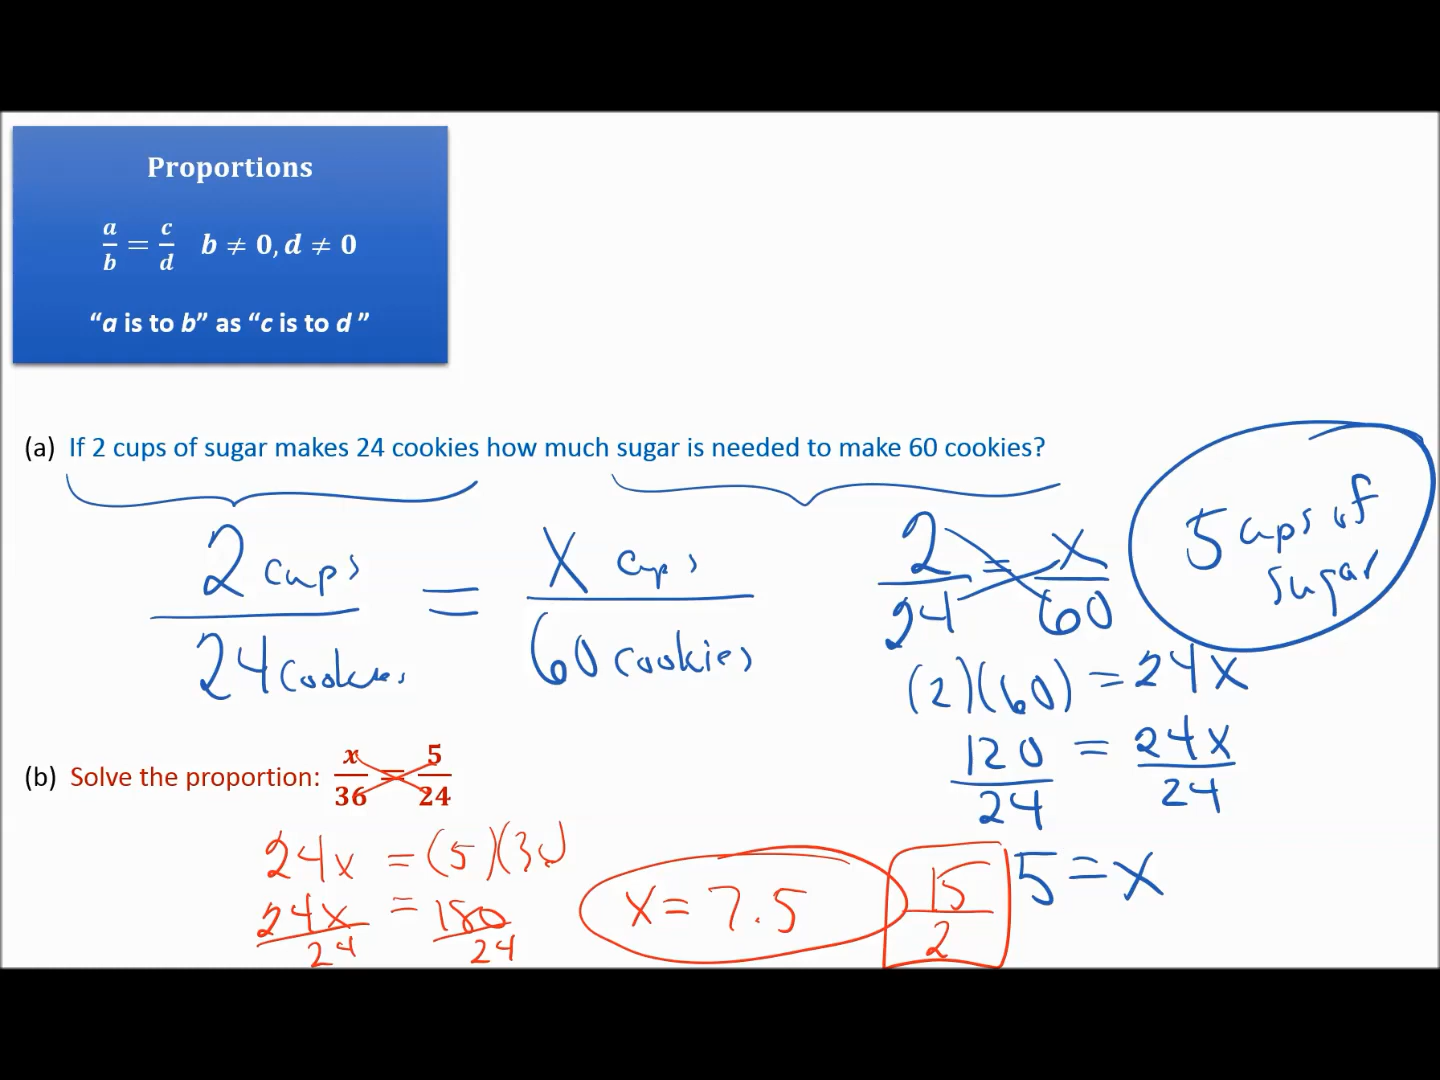 Proportions
a/b = c/d b ≠ 0, d ≠ 0
“a is to b” as “c is to d ”
(a) If 2 cups of sugar makes 24 cookies how much sugar is needed to make 60 cookies?
2 cups / 24 cookies = x cups / 60 cookies
2/24 = x/60
5 cups of
sugar
(2)(60) = 24x
120/24 = 24x/24
5 = x
(b) Solve the proportion: x/36 = 5/24
24x = (5)(36)
24x/24 = 180/24
x = 7.5
15/2